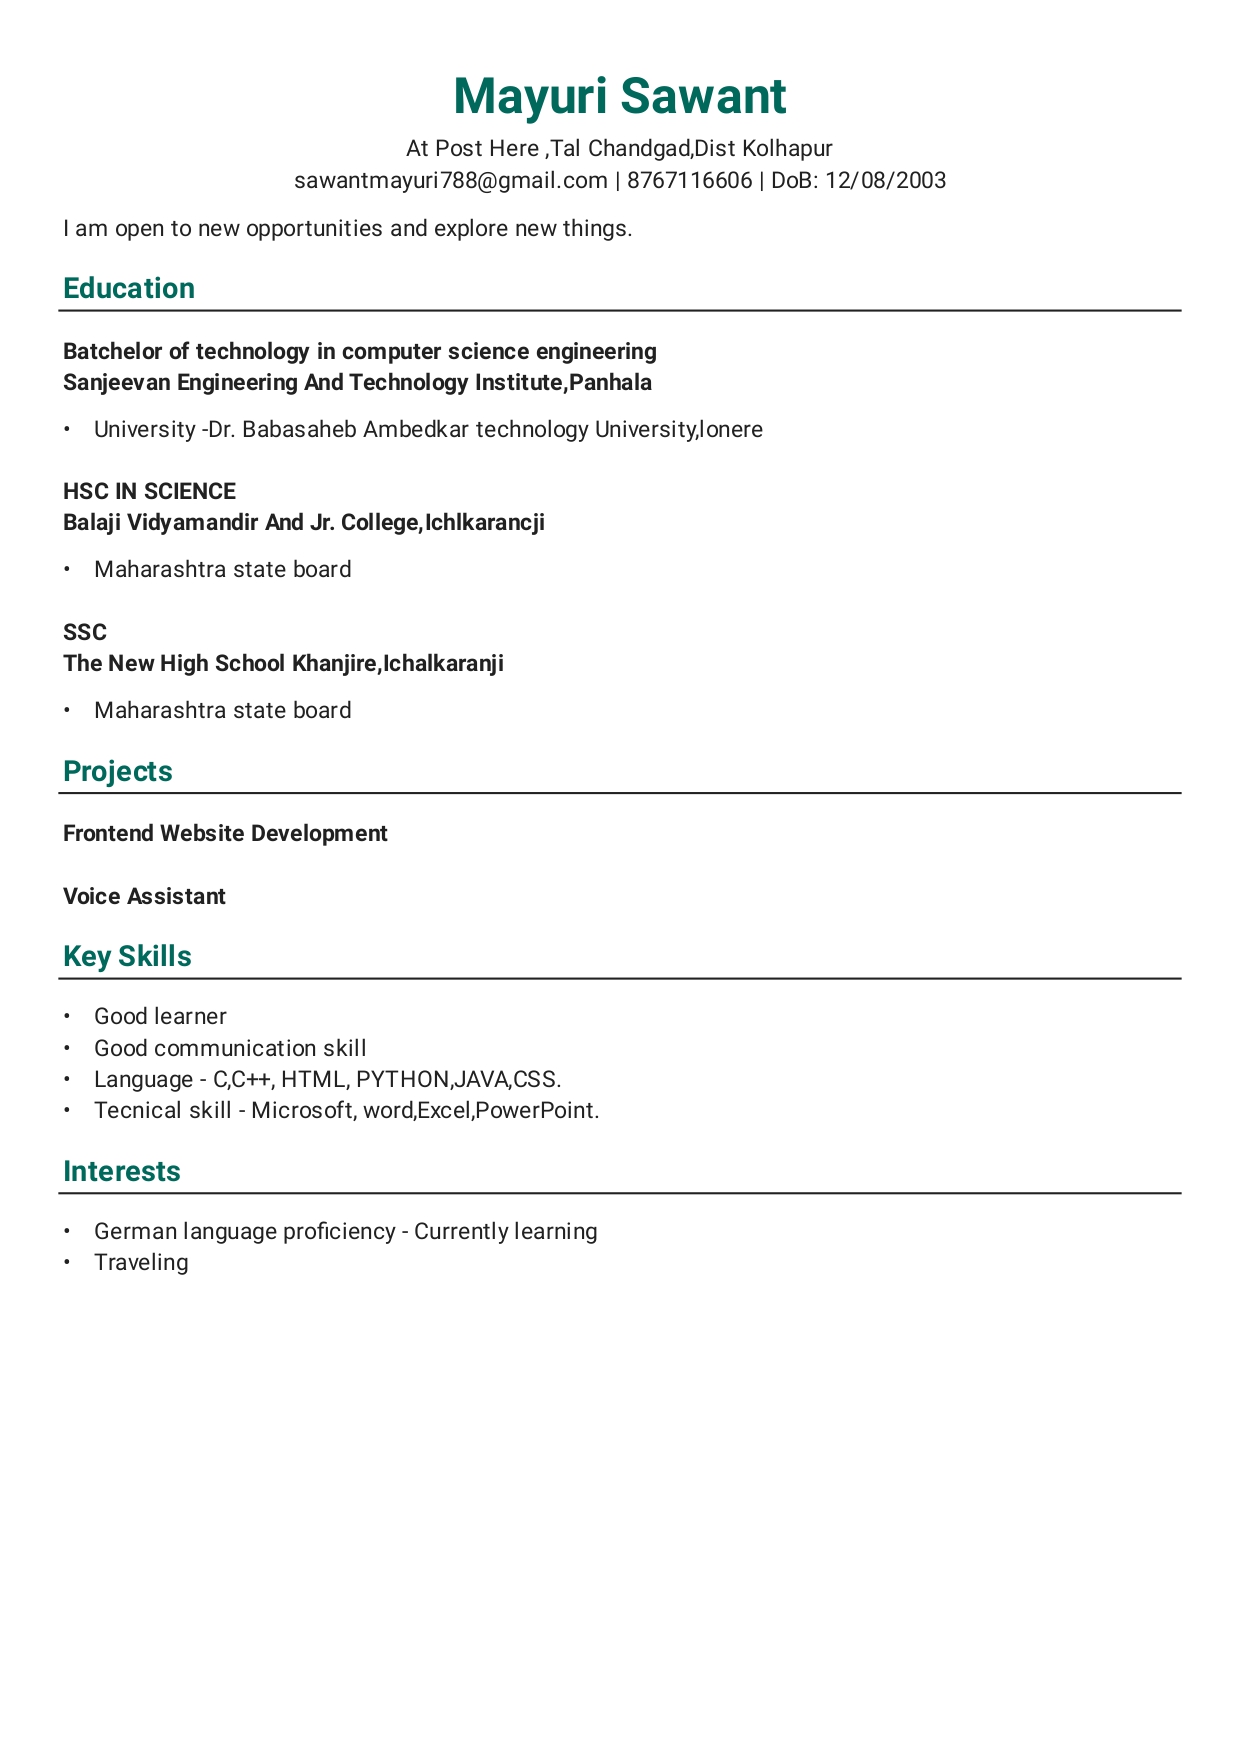 Mayuri Sawant
At Post Here ,Tal Chandgad,Dist Kolhapur
sawantmayuri788@gmail.com | 8767116606 | DoB: 12/08/2003
I am open to new opportunities and explore new things.
Education
Batchelor of technology in computer science engineering
Sanjeevan Engineering And Technology Institute,Panhala
• University -Dr. Babasaheb Ambedkar technology University,lonere
HSC IN SCIENCE
Balaji Vidyamandir And Jr. College,Ichlkarancji
• Maharashtra state board
SSC
The New High School Khanjire,Ichalkaranji
• Maharashtra state board
Projects
Frontend Website Development
Voice Assistant
Key Skills
• Good learner
• Good communication skill
• Language - C,C++, HTML, PYTHON,JAVA,CSS.
• Tecnical skill - Microsoft, word,Excel,PowerPoint.
Interests
• German language proficiency - Currently learning
• Traveling